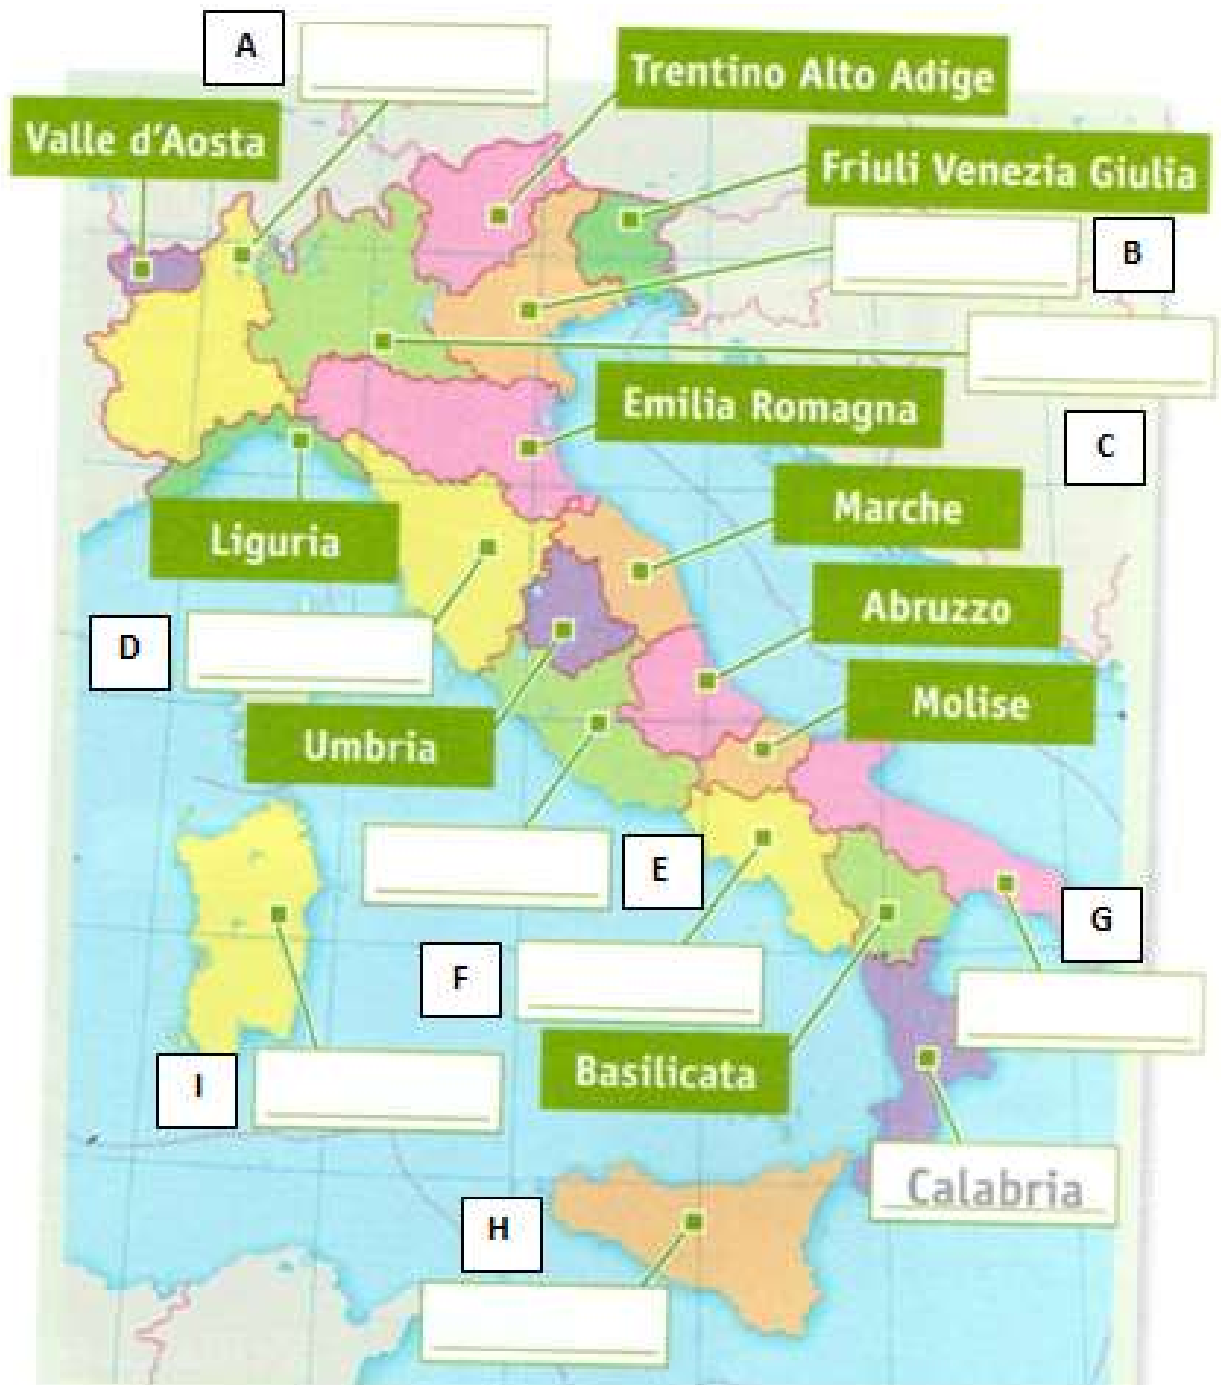 A
Trentino Alto Adige
Valle d'Aosta
Friuli Venezia Giulia
B
Emilia Romagna
C
Marche
Liguria
Abruzzo
D
Molise
Umbria
E
G
F
Basilicata
I
Calabria
H